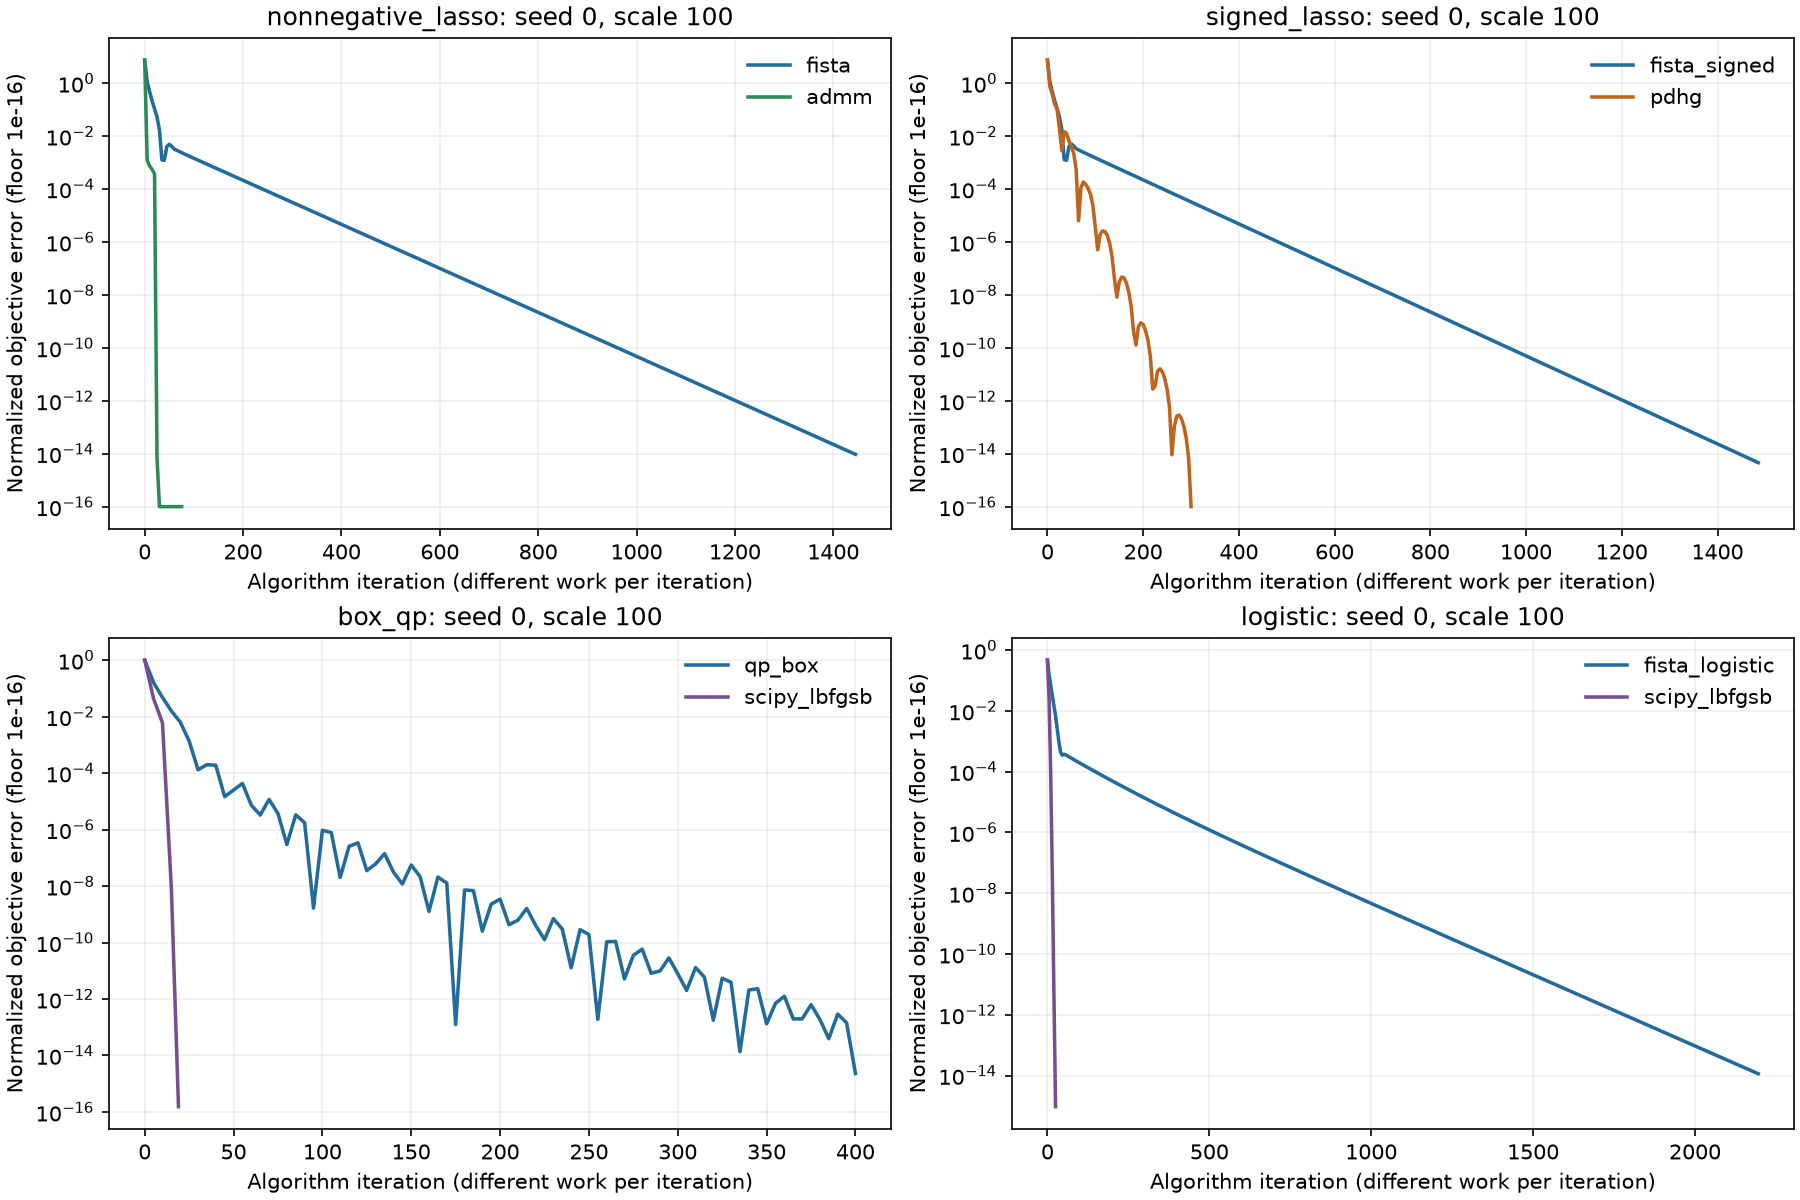 nonnegative_lasso: seed 0, scale 100
Normalized objective error (floor 1e-16)
10⁰
10⁻²
10⁻⁴
10⁻⁶
10⁻⁸
10⁻¹⁰
10⁻¹²
10⁻¹⁴
10⁻¹⁶
fista
admm
0 200 400 600 800 1000 1200 1400
Algorithm iteration (different work per iteration)
signed_lasso: seed 0, scale 100
Normalized objective error (floor 1e-16)
10⁰
10⁻²
10⁻⁴
10⁻⁶
10⁻⁸
10⁻¹⁰
10⁻¹²
10⁻¹⁴
10⁻¹⁶
fista_signed
pdhg
0 200 400 600 800 1000 1200 1400
Algorithm iteration (different work per iteration)
box_qp: seed 0, scale 100
Normalized objective error (floor 1e-16)
10⁰
10⁻²
10⁻⁴
10⁻⁶
10⁻⁸
10⁻¹⁰
10⁻¹²
10⁻¹⁴
10⁻¹⁶
qp_box
scipy_lbfgsb
0 50 100 150 200 250 300 350 400
Algorithm iteration (different work per iteration)
logistic: seed 0, scale 100
Normalized objective error (floor 1e-16)
10⁰
10⁻²
10⁻⁴
10⁻⁶
10⁻⁸
10⁻¹⁰
10⁻¹²
10⁻¹⁴
fista_logistic
scipy_lbfgsb
0 500 1000 1500 2000
Algorithm iteration (different work per iteration)